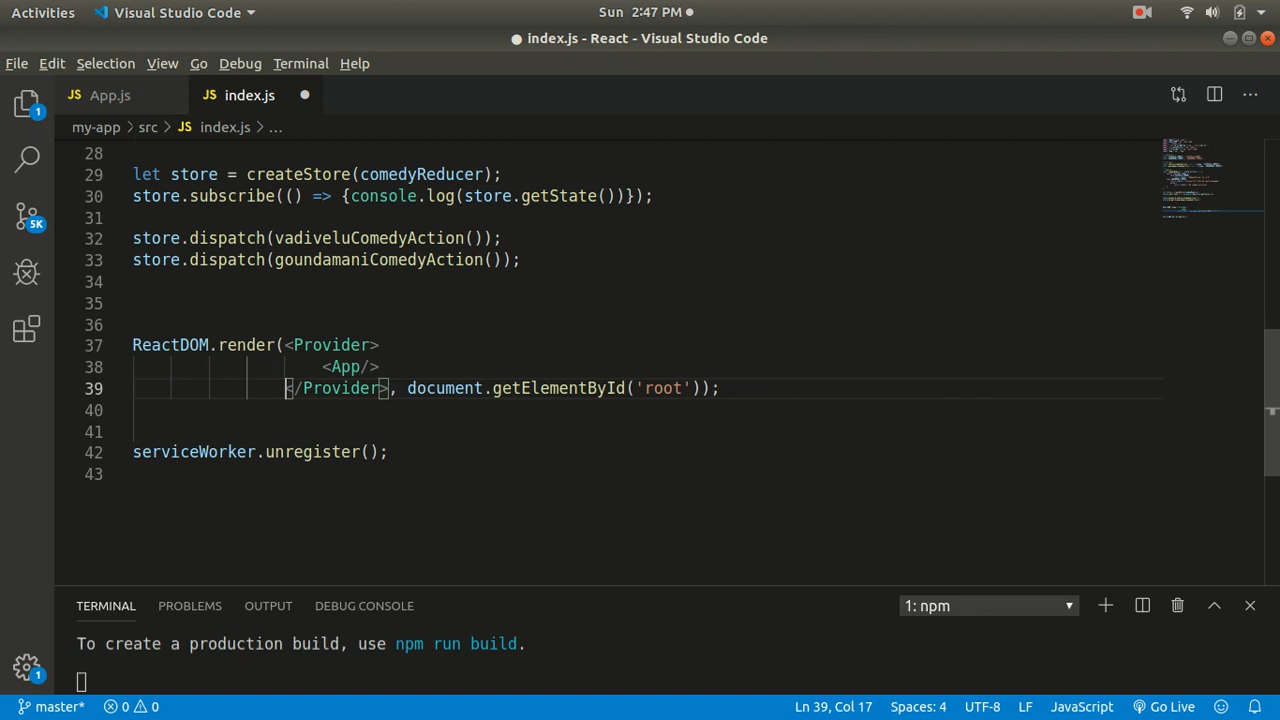 Activities Visual Studio Code Sun 2:47 PM
index.js - React - Visual Studio Code
File Edit Selection View Go Debug Terminal Help
JS App.js JS index.js
my-app > src > JS index.js > ...
28
29 let store = createStore(comedyReducer);
30 store.subscribe(() => {console.log(store.getState())});
31
32 store.dispatch(vadiveluComedyAction());
33 store.dispatch(goundamaniComedyAction());
34
35
36
37 ReactDOM.render(<Provider>
38 <App/>
39 </Provider>, document.getElementById('root'));
40
41
42 serviceWorker.unregister();
43
1
5K
1
TERMINAL PROBLEMS OUTPUT DEBUG CONSOLE 1: npm
To create a production build, use npm run build.
master* 0 0 Ln 39, Col 17 Spaces: 4 UTF-8 LF JavaScript Go Live